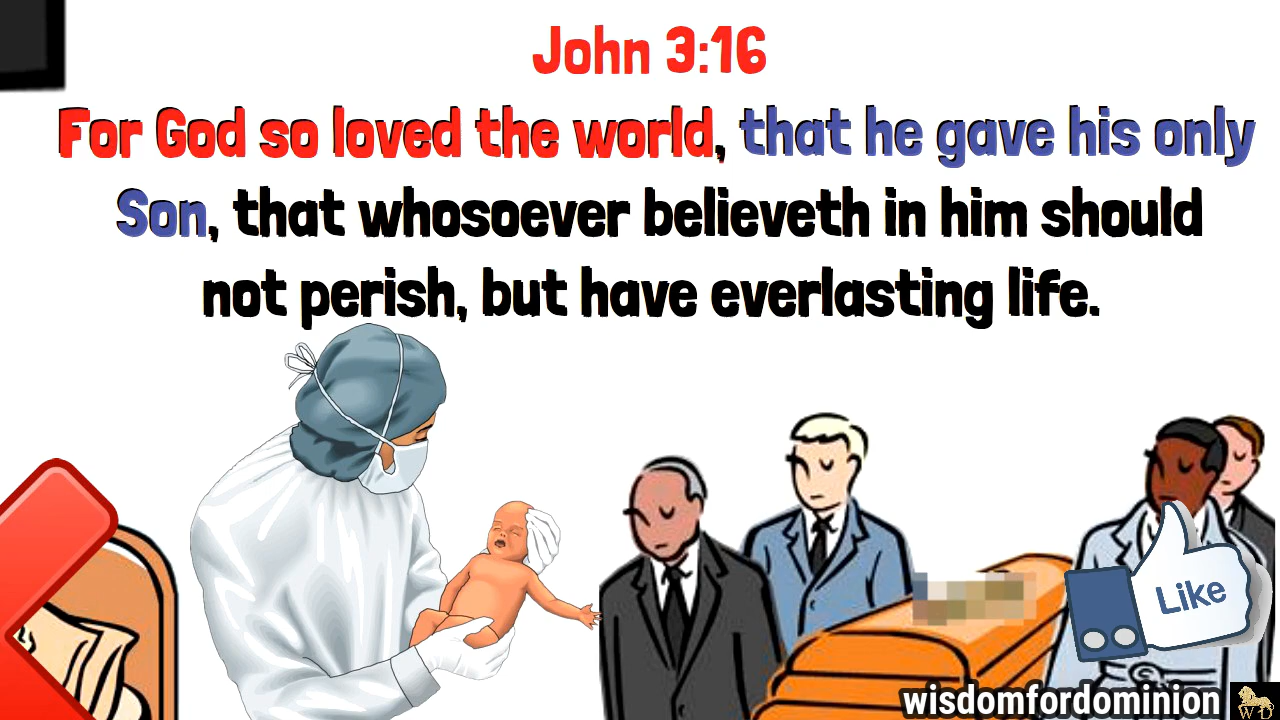 John 3:16
For God so loved the world, that he gave his only
Son, that whosoever believeth in him should
not perish, but have everlasting life.
Like
wisdomfordominion
WD